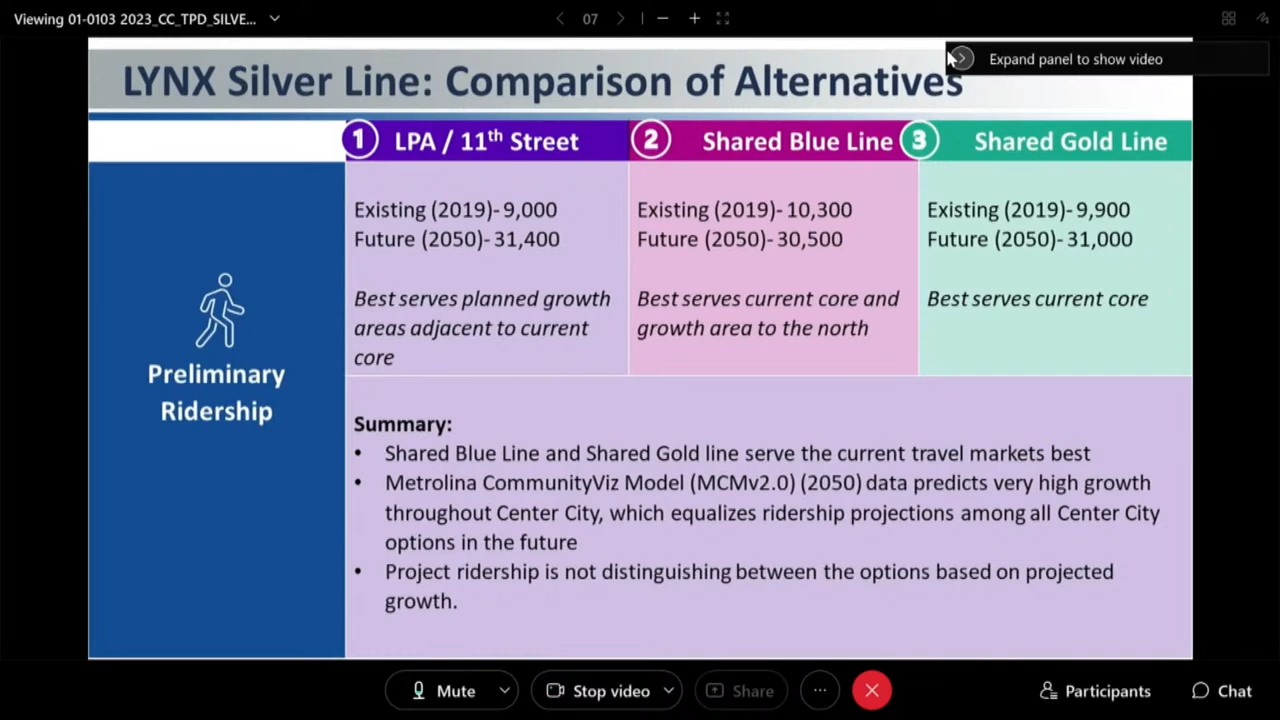 Viewing 01-0103 2023_CC_TPD_SILVE...
07
Expand panel to show video
LYNX Silver Line: Comparison of Alternatives
1 LPA / 11th Street
2 Shared Blue Line
3 Shared Gold Line
Preliminary
Ridership
Existing (2019)- 9,000
Future (2050)- 31,400
Best serves planned growth
areas adjacent to current
core
Existing (2019)- 10,300
Future (2050)- 30,500
Best serves current core and
growth area to the north
Existing (2019)- 9,900
Future (2050)- 31,000
Best serves current core
Summary:
• Shared Blue Line and Shared Gold line serve the current travel markets best
• Metrolina CommunityViz Model (MCMv2.0) (2050) data predicts very high growth
throughout Center City, which equalizes ridership projections among all Center City
options in the future
• Project ridership is not distinguishing between the options based on projected
growth.
Mute
Stop video
Share
Participants
Chat